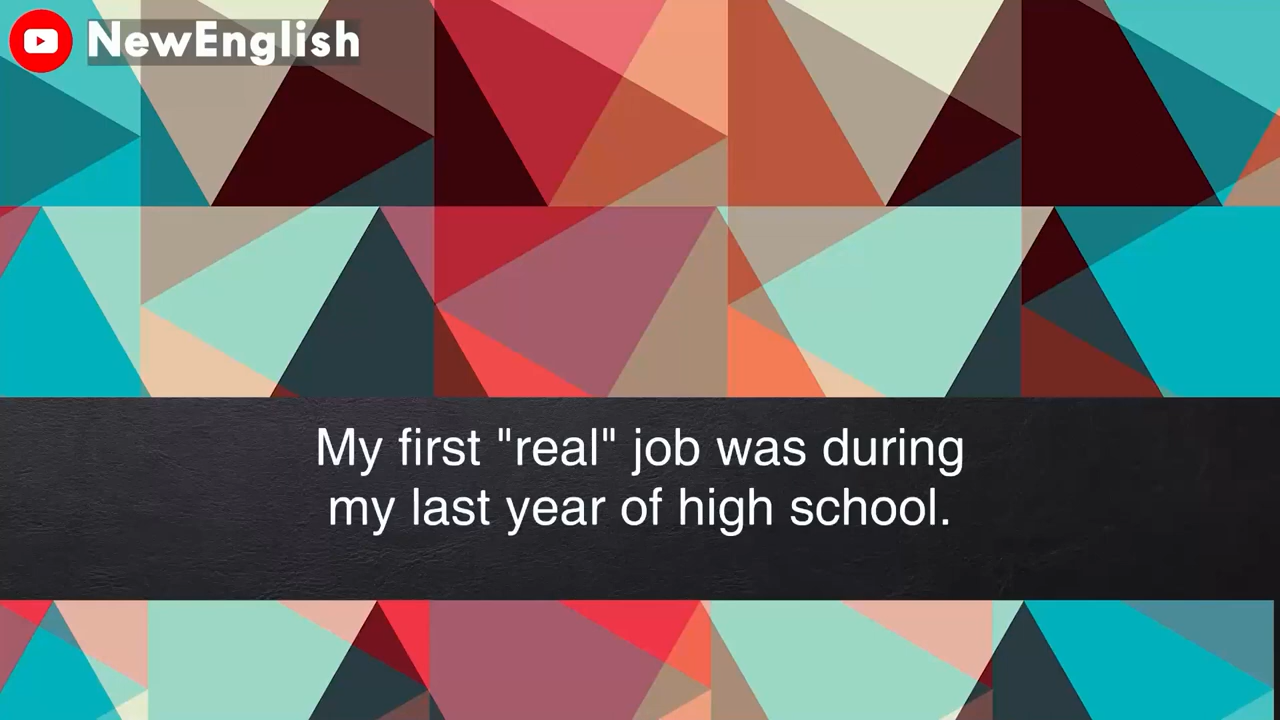 NewEnglish
My first "real" job was during
my last year of high school.